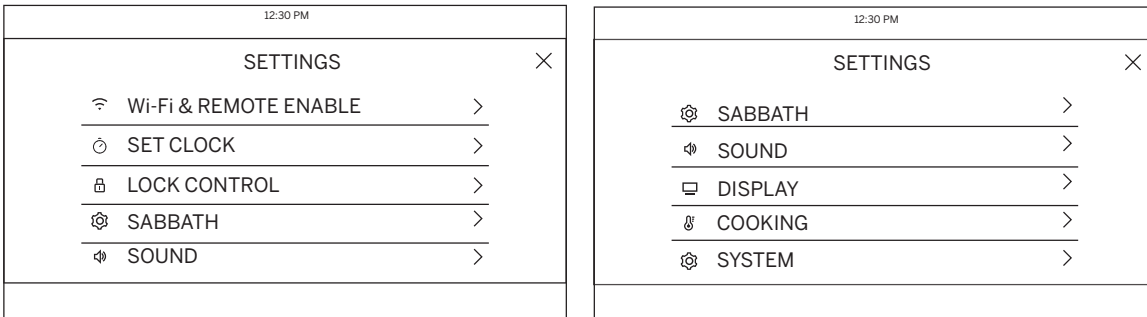 12:30 PM
SETTINGS
Wi-Fi & REMOTE ENABLE
SET CLOCK
LOCK CONTROL
SABBATH
SOUND
12:30 PM
SETTINGS
SABBATH
SOUND
DISPLAY
COOKING
SYSTEM